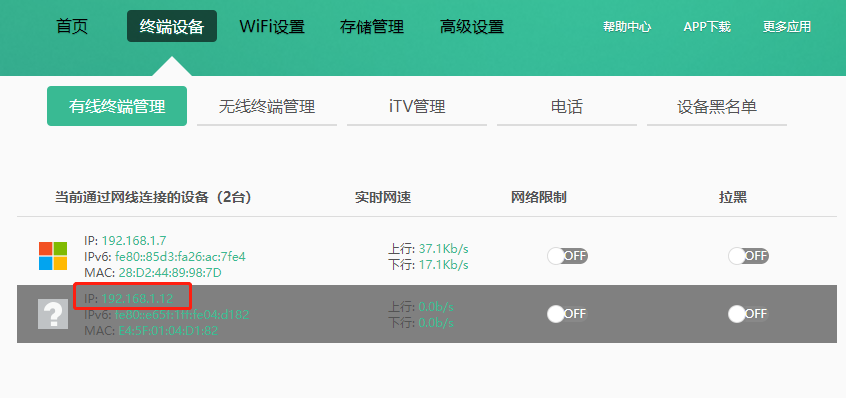 首页 终端设备 WiFi设置 存储管理 高级设置 帮助中心 APP下载 更多应用
有线终端管理 无线终端管理 iTV管理 电话 设备黑名单
当前通过网线连接的设备（2台） 实时网速 网络限制 拉黑
IP: 192.168.1.7
IPv6: fe80::85d3:fa26:ac:7fe4
MAC: 28:D2:44:89:98:7D
上行: 37.1Kb/s
下行: 17.1Kb/s
OFF OFF
IP: 192.168.1.12
IPv6: fe80::e65f:1ff:fe04:d182
MAC: E4:5F:01:04:D1:82
上行: 0.0b/s
下行: 0.0b/s
OFF OFF